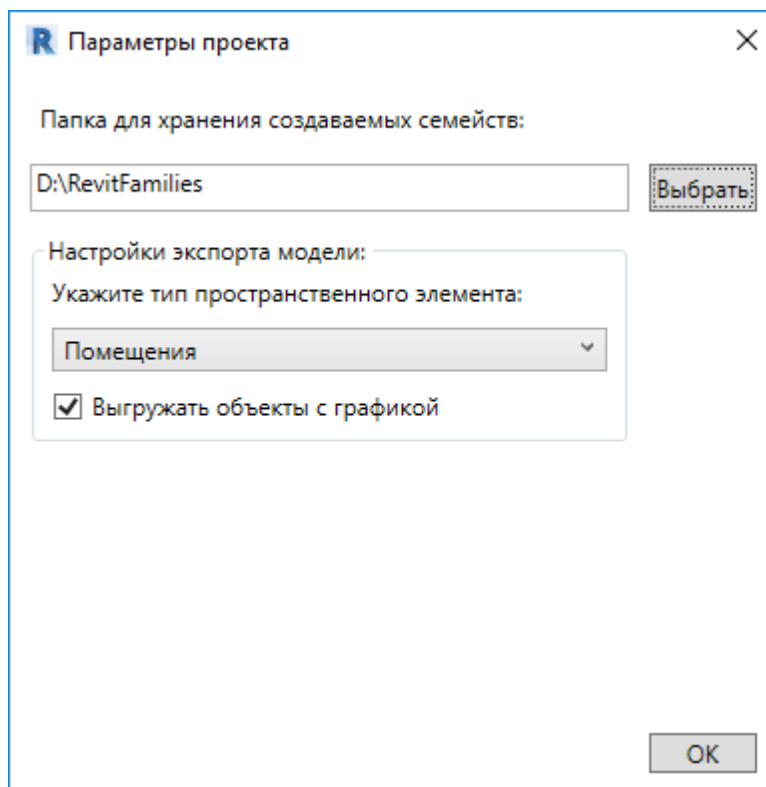 Параметры проекта
Папка для хранения создаваемых семейств:
D:\RevitFamilies
Выбрать
Настройки экспорта модели:
Укажите тип пространственного элемента:
Помещения
Выгружать объекты с графикой
ОК